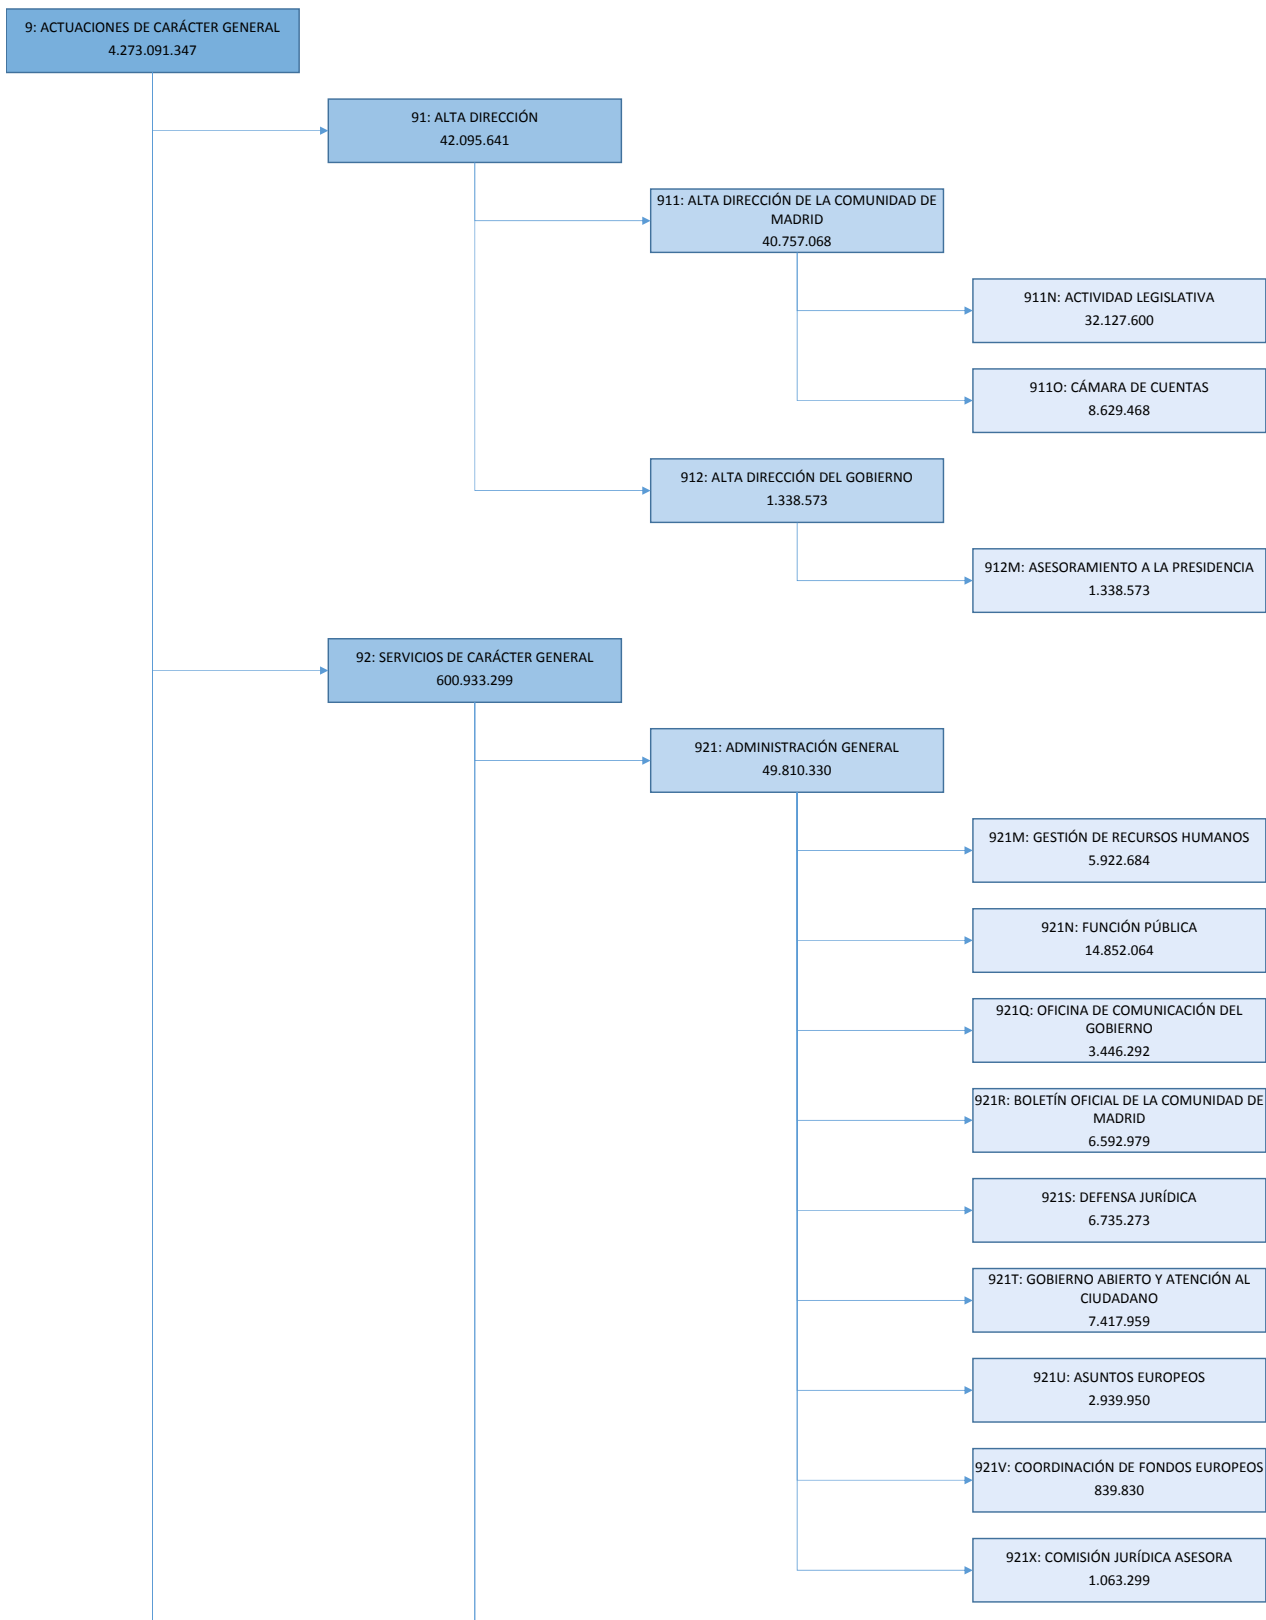 9: ACTUACIONES DE CARÁCTER GENERAL
4.273.091.347
91: ALTA DIRECCIÓN
42.095.641
911: ALTA DIRECCIÓN DE LA COMUNIDAD DE
MADRID
40.757.068
911N: ACTIVIDAD LEGISLATIVA
32.127.600
911O: CÁMARA DE CUENTAS
8.629.468
912: ALTA DIRECCIÓN DEL GOBIERNO
1.338.573
912M: ASESORAMIENTO A LA PRESIDENCIA
1.338.573
92: SERVICIOS DE CARÁCTER GENERAL
600.933.299
921: ADMINISTRACIÓN GENERAL
49.810.330
921M: GESTIÓN DE RECURSOS HUMANOS
5.922.684
921N: FUNCIÓN PÚBLICA
14.852.064
921Q: OFICINA DE COMUNICACIÓN DEL
GOBIERNO
3.446.292
921R: BOLETÍN OFICIAL DE LA COMUNIDAD DE
MADRID
6.592.979
921S: DEFENSA JURÍDICA
6.735.273
921T: GOBIERNO ABIERTO Y ATENCIÓN AL
CIUDADANO
7.417.959
921U: ASUNTOS EUROPEOS
2.939.950
921V: COORDINACIÓN DE FONDOS EUROPEOS
839.830
921X: COMISIÓN JURÍDICA ASESORA
1.063.299